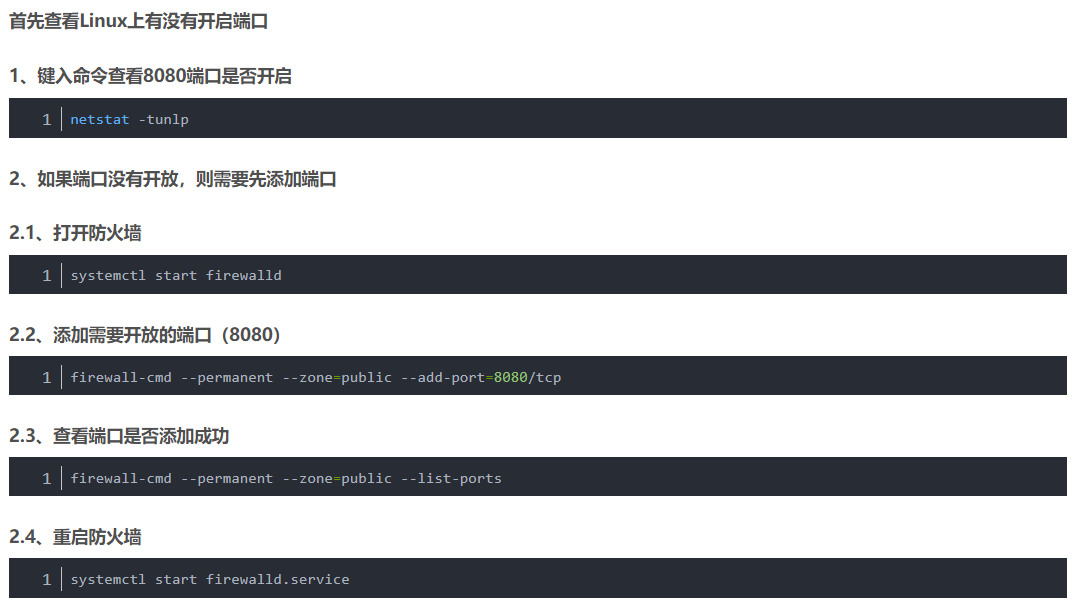 首先查看Linux上有没有开启端口
1、键入命令查看8080端口是否开启
1 netstat -tunlp
2、如果端口没有开放，则需要先添加端口
2.1、打开防火墙
1 systemctl start firewalld
2.2、添加需要开放的端口（8080）
1 firewall-cmd --permanent --zone=public --add-port=8080/tcp
2.3、查看端口是否添加成功
1 firewall-cmd --permanent --zone=public --list-ports
2.4、重启防火墙
1 systemctl start firewalld.service